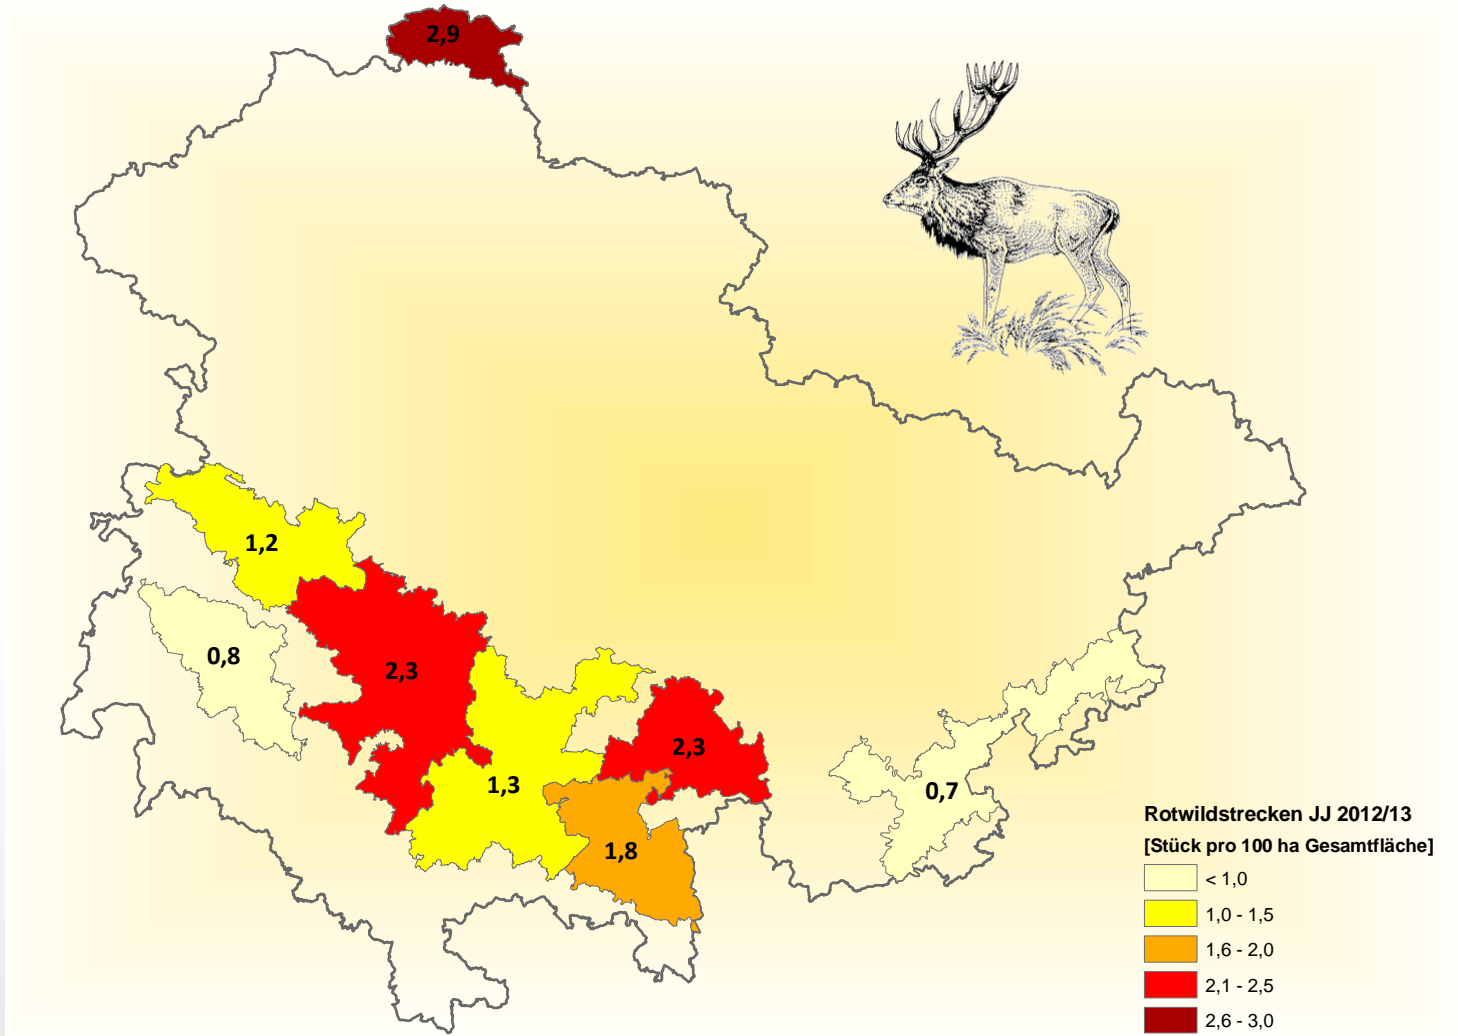 2,9
1,2
0,8
2,3
2,3
1,3
0,7
1,8
Rotwildstrecken JJ 2012/13
[Stück pro 100 ha Gesamtfläche]
< 1,0
1,0 - 1,5
1,6 - 2,0
2,1 - 2,5
2,6 - 3,0